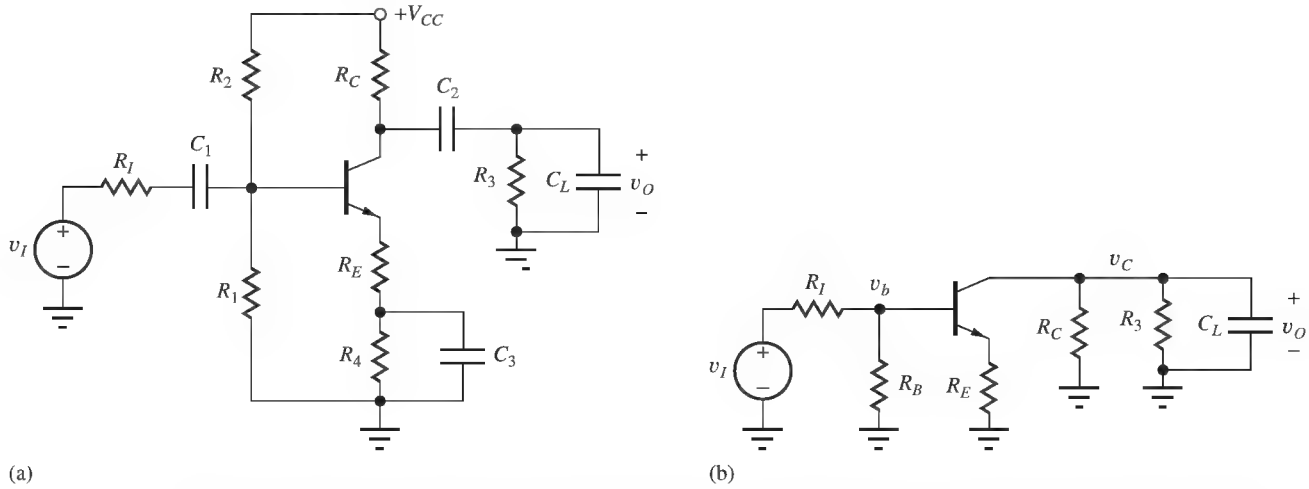 +V_CC
R_2
R_C
C_2
C_1
R_I
+
R_3
C_L
v_O
−
+
v_I
−
R_E
R_1
R_4
C_3
(a)
v_C
R_I
v_b
+
R_C
R_3
C_L
v_O
−
+
v_I
−
R_B
R_E
(b)